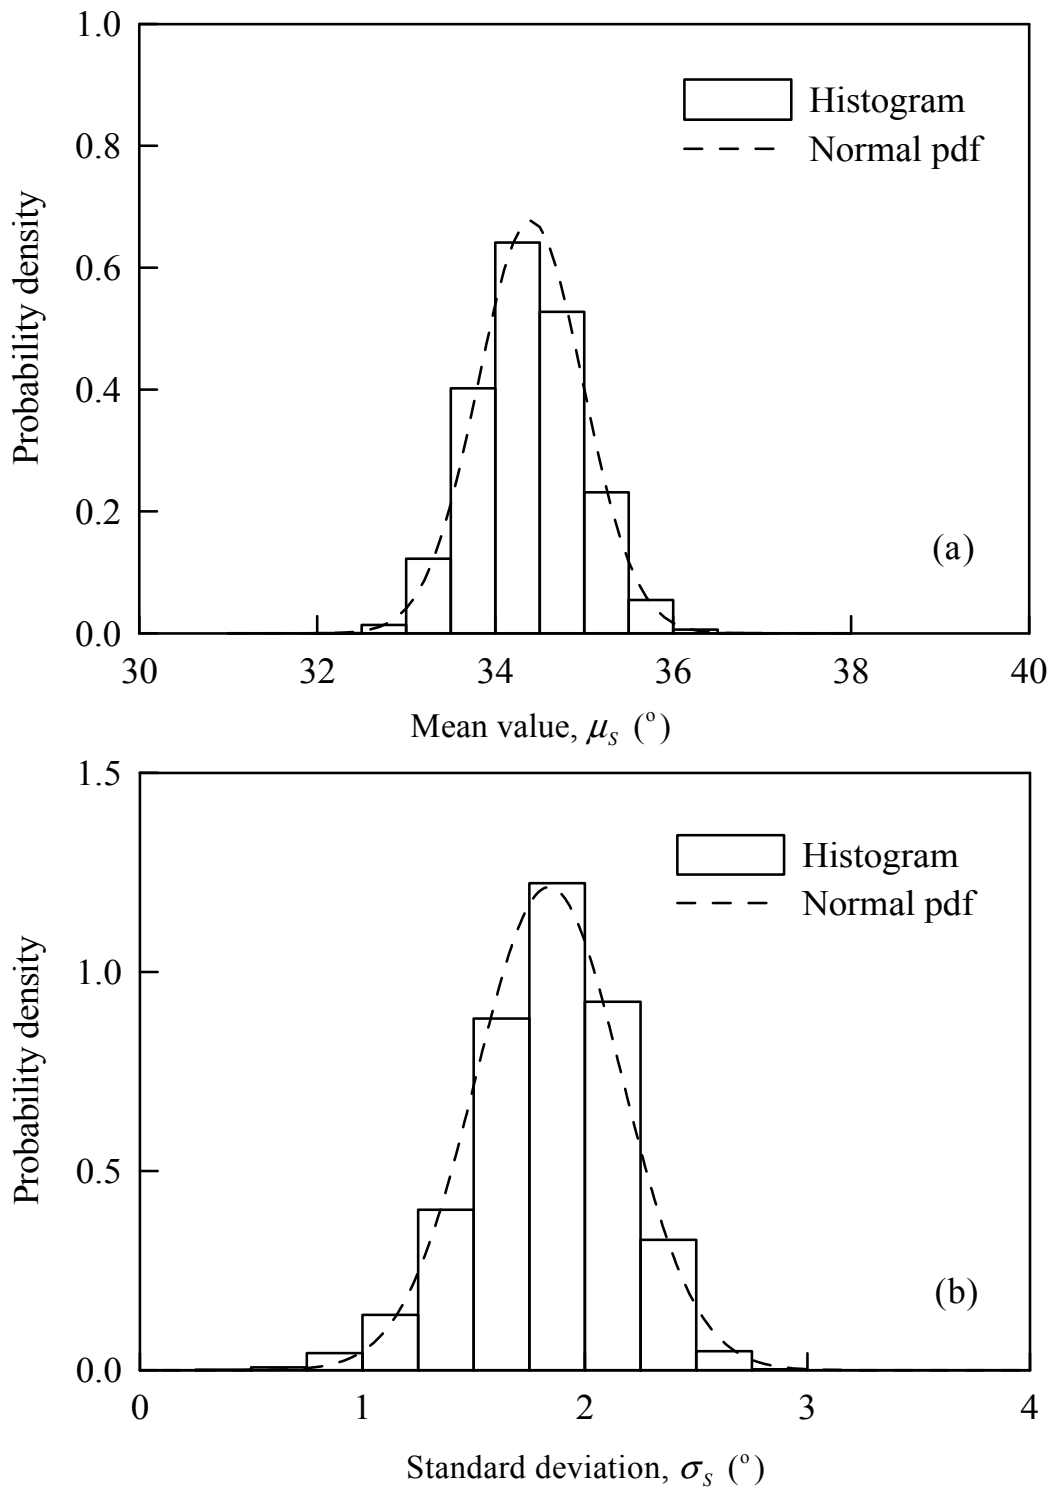 1.0
Histogram
0.8
Normal pdf
Probability density
0.6
0.4
0.2
(a)
0.0
30 32 34 36 38 40
Mean value, μs (°)
1.5
Histogram
Normal pdf
Probability density
1.0
0.5
(b)
0.0
0 1 2 3 4
Standard deviation, σs (°)